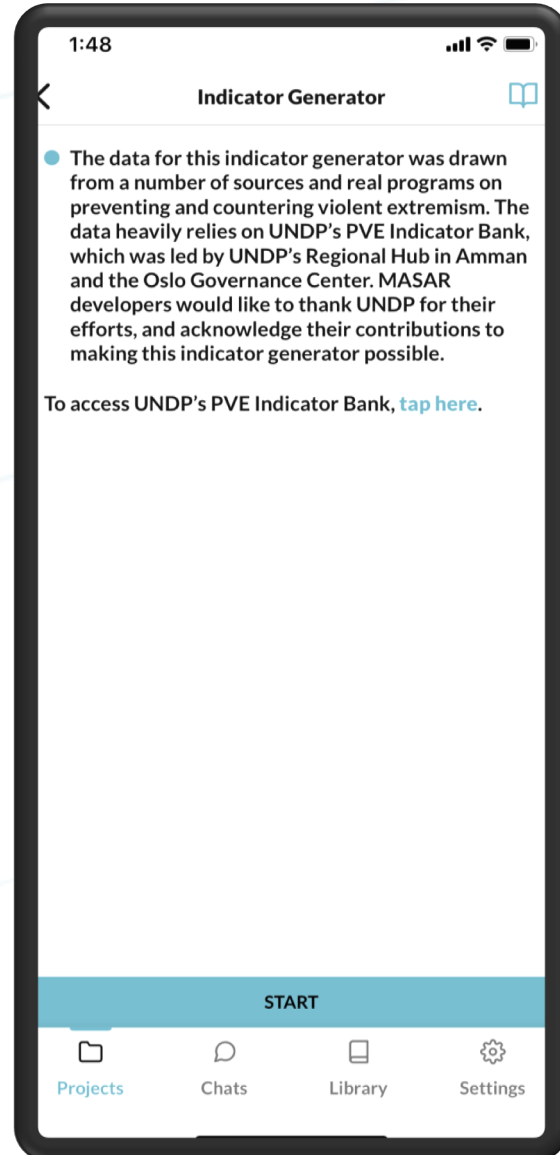 1:48
Indicator Generator
The data for this indicator generator was drawn
from a number of sources and real programs on
preventing and countering violent extremism. The
data heavily relies on UNDP’s PVE Indicator Bank,
which was led by UNDP’s Regional Hub in Amman
and the Oslo Governance Center. MASAR
developers would like to thank UNDP for their
efforts, and acknowledge their contributions to
making this indicator generator possible.
To access UNDP’s PVE Indicator Bank, tap here.
START
Projects Chats Library Settings